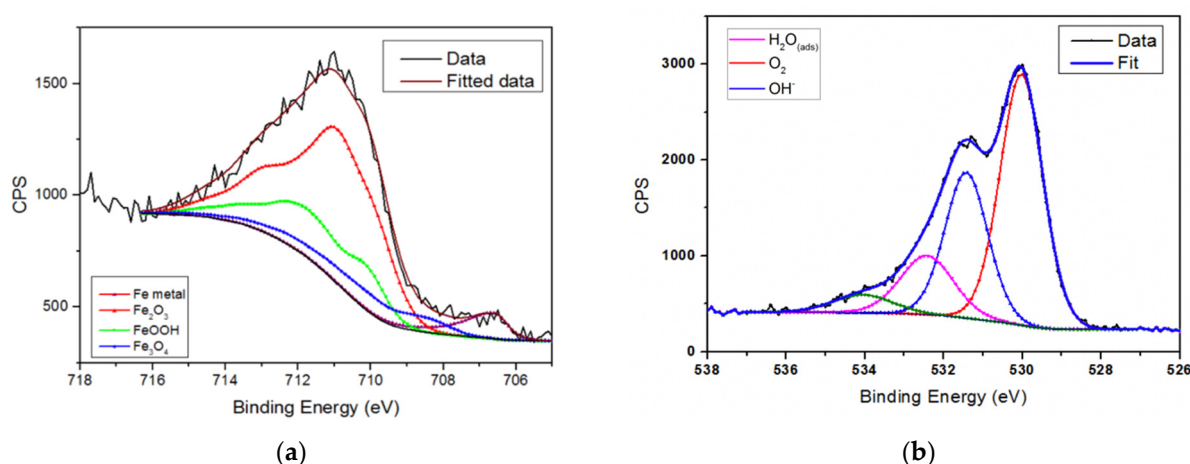 1500
1000
500
CPS
Data
Fitted data
Fe metal
Fe₂O₃
FeOOH
Fe₃O₄
718 716 714 712 710 708 706
Binding Energy (eV)
(a)
3000
2000
1000
0
CPS
H₂O(ads)
O₂
OH⁻
Data
Fit
538 536 534 532 530 528 526
Binding Energy (eV)
(b)